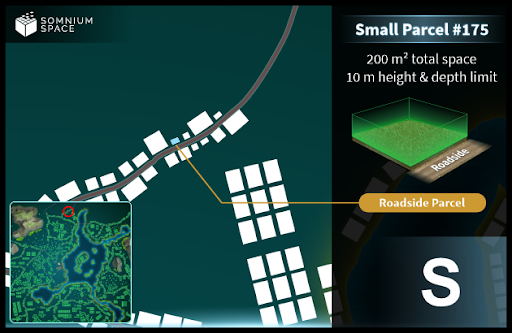 SOMNIUM
SPACE
Small Parcel #175
200 m² total space
10 m height & depth limit
Roadside
Roadside Parcel
S